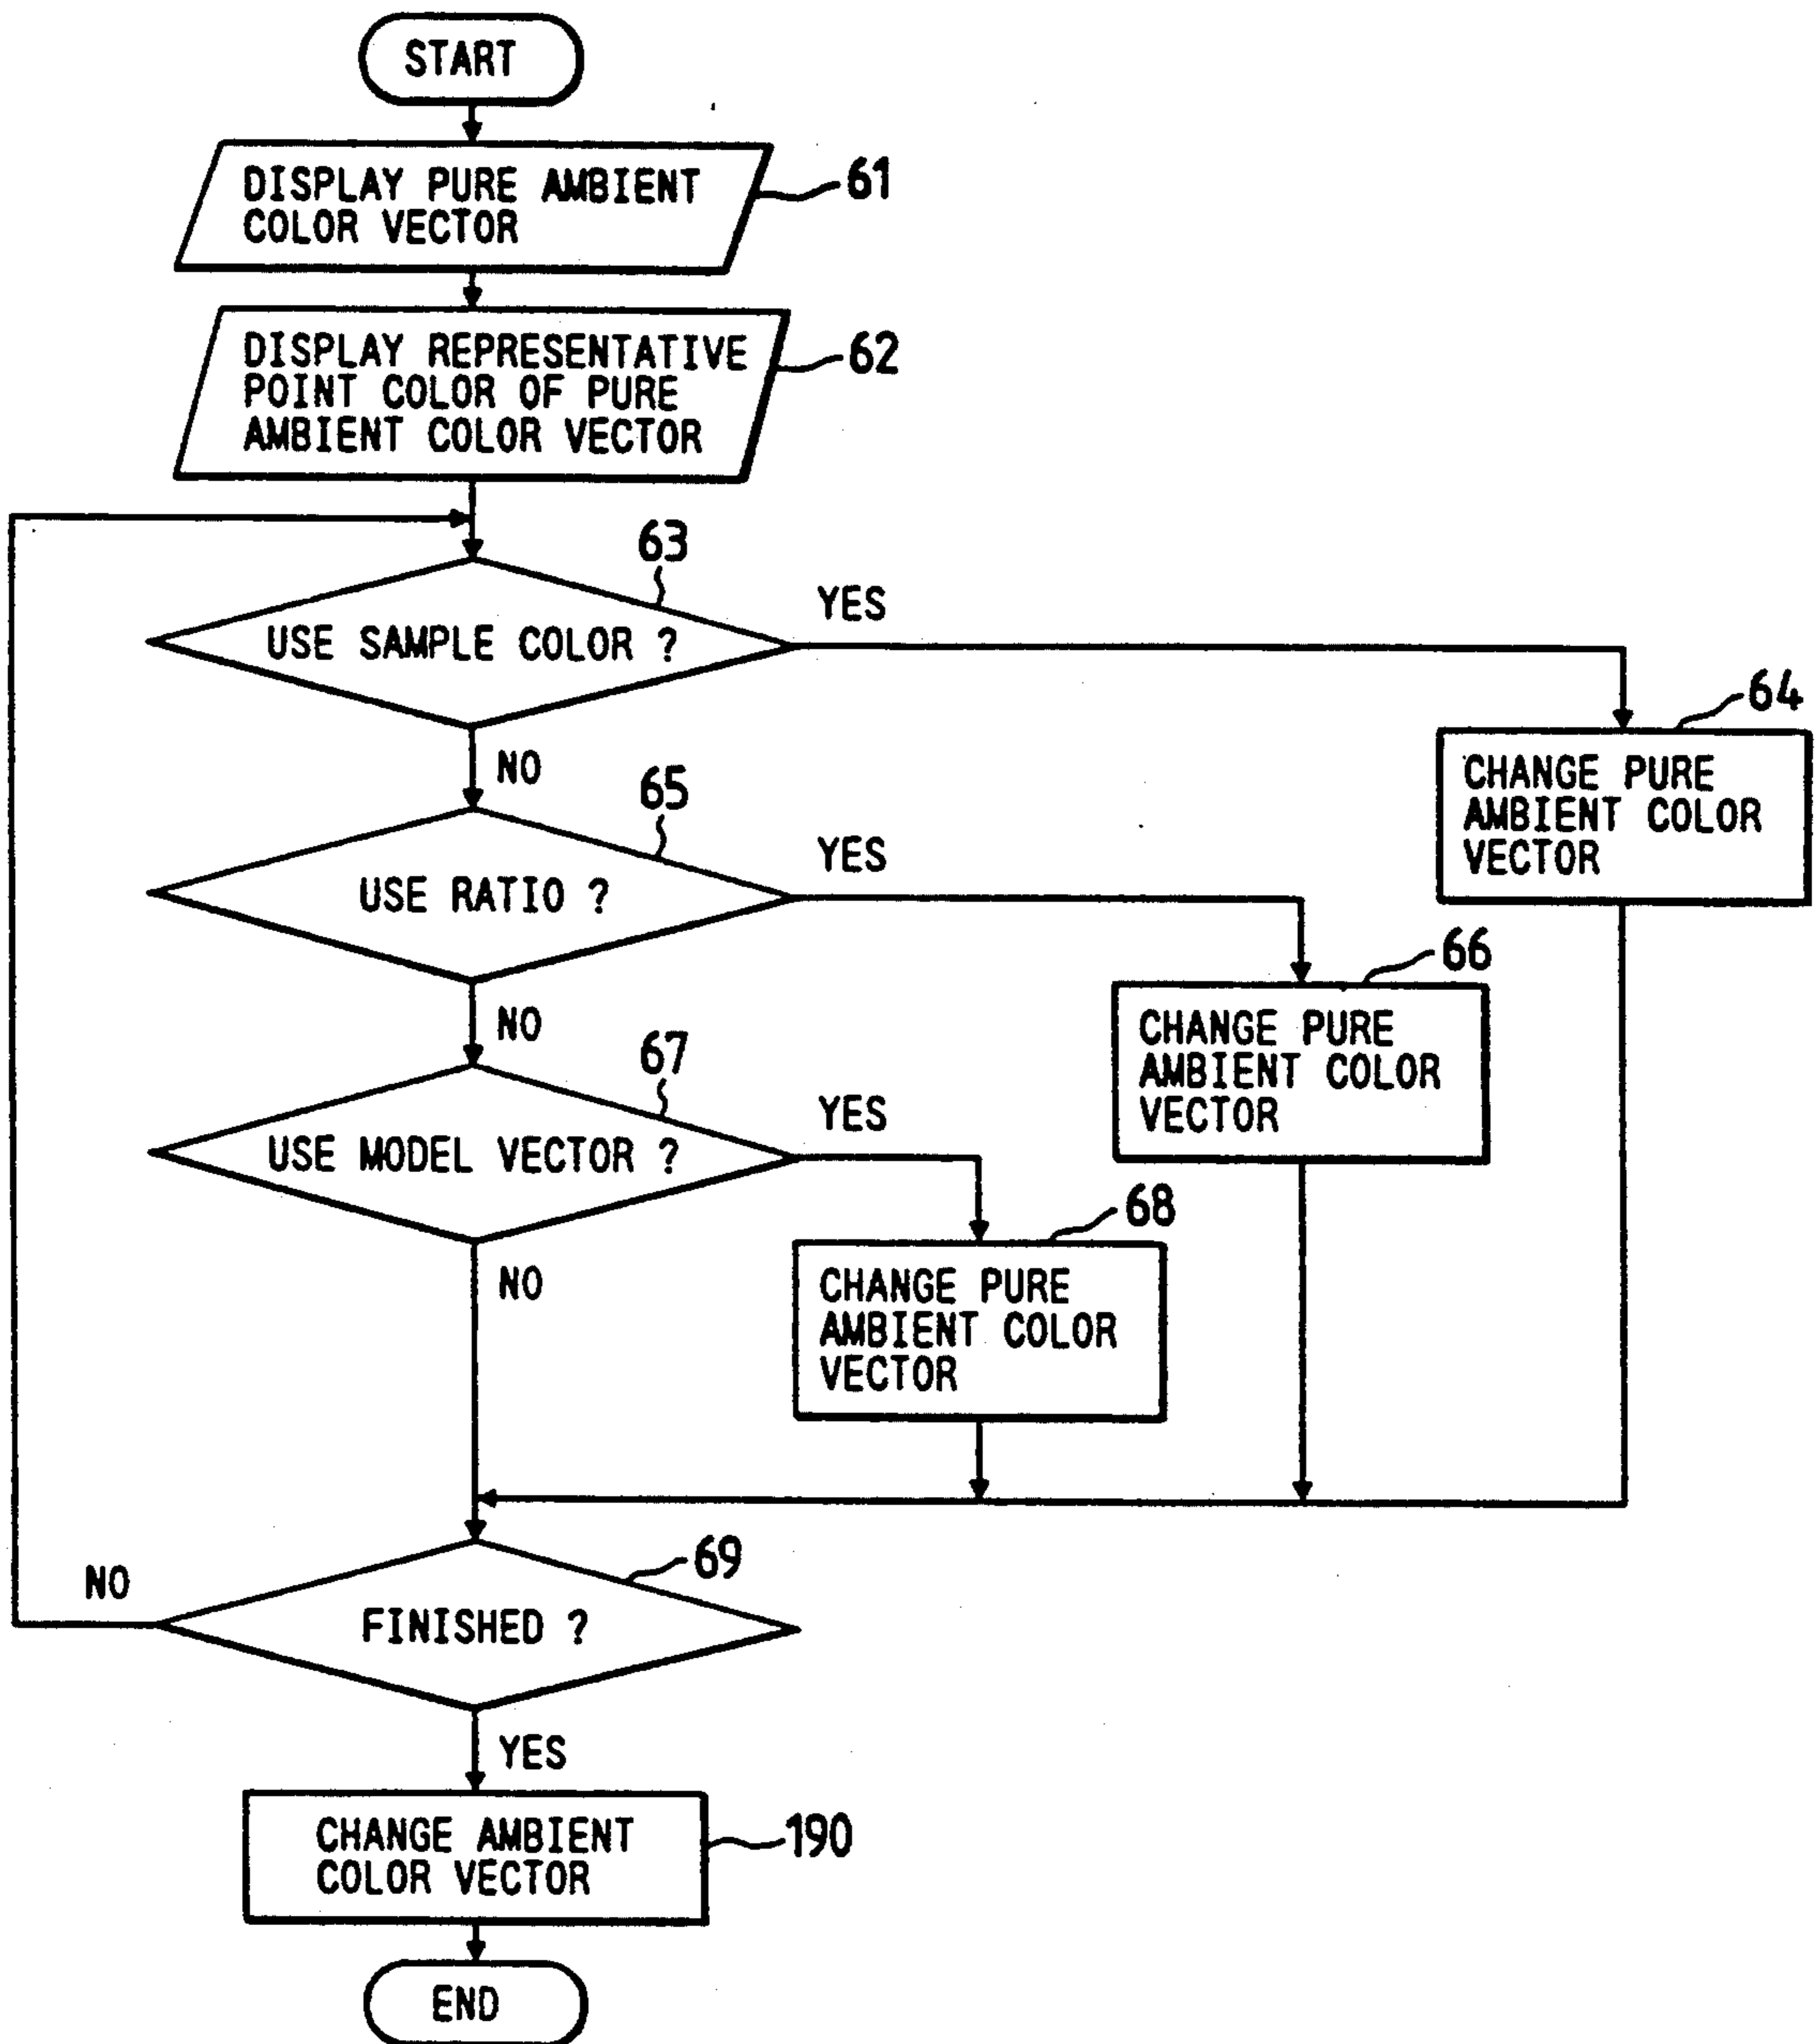 START
DISPLAY PURE AMBIENT
COLOR VECTOR
61
DISPLAY REPRESENTATIVE
POINT COLOR OF PURE
AMBIENT COLOR VECTOR
62
63
USE SAMPLE COLOR ?
YES
64
CHANGE PURE
AMBIENT COLOR
VECTOR
NO
65
USE RATIO ?
YES
66
CHANGE PURE
AMBIENT COLOR
VECTOR
NO
67
USE MODEL VECTOR ?
YES
68
CHANGE PURE
AMBIENT COLOR
VECTOR
NO
69
FINISHED ?
NO
YES
CHANGE AMBIENT
COLOR VECTOR
190
END